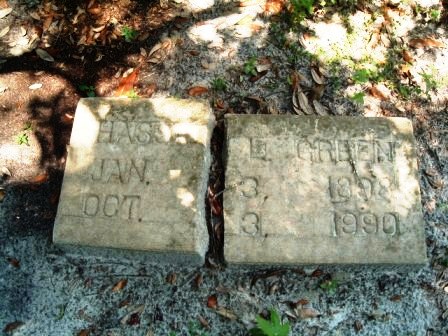 E. GREEN
JAN. 3, 1898
OCT. 3, 1990